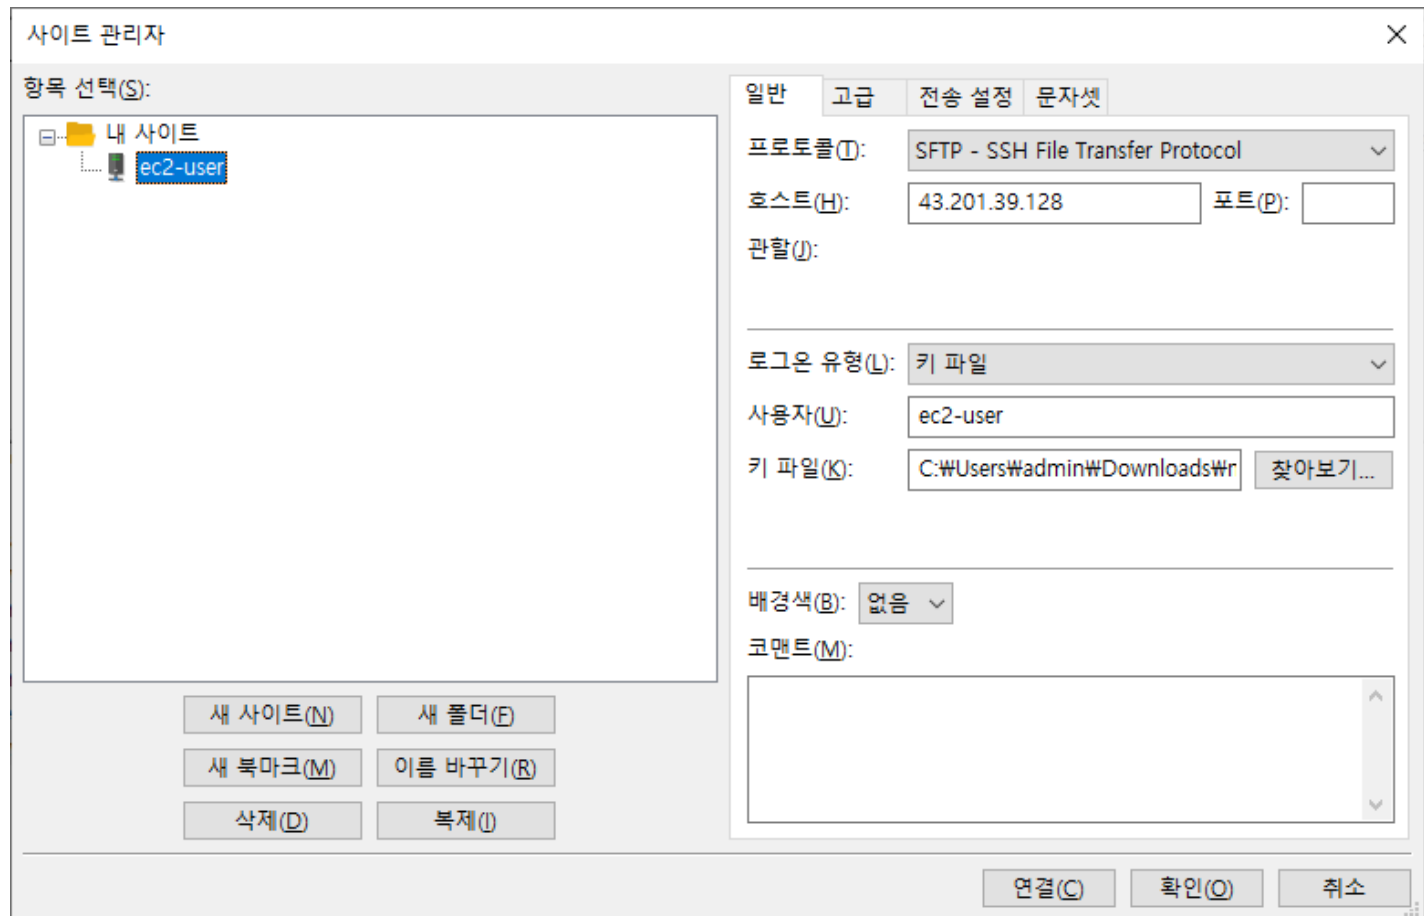 사이트 관리자
항목 선택(S):
내 사이트
ec2-user
일반 고급 전송 설정 문자셋
프로토콜(T): SFTP - SSH File Transfer Protocol
호스트(H): 43.201.39.128 포트(P):
관할(J):
로그온 유형(L): 키 파일
사용자(U): ec2-user
키 파일(K): C:₩Users₩admin₩Downloads₩r 찾아보기...
배경색(B): 없음
코맨트(M):
새 사이트(N) 새 폴더(F)
새 북마크(M) 이름 바꾸기(R)
삭제(D) 복제(I)
연결(C) 확인(O) 취소